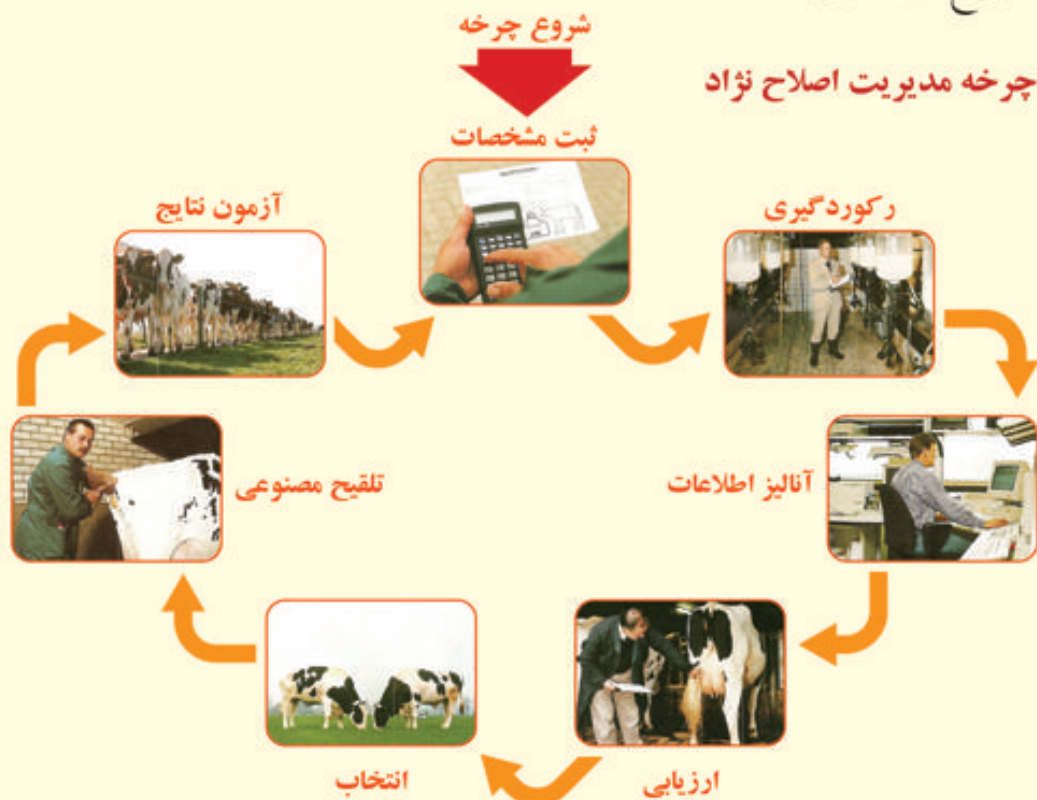 شروع چرخه
چرخه مدیریت اصلاح نژاد
ثبت مشخصات
رکوردگیری
آنالیز اطلاعات
ارزیابی
انتخاب
تلقیح مصنوعی
آزمون نتایج